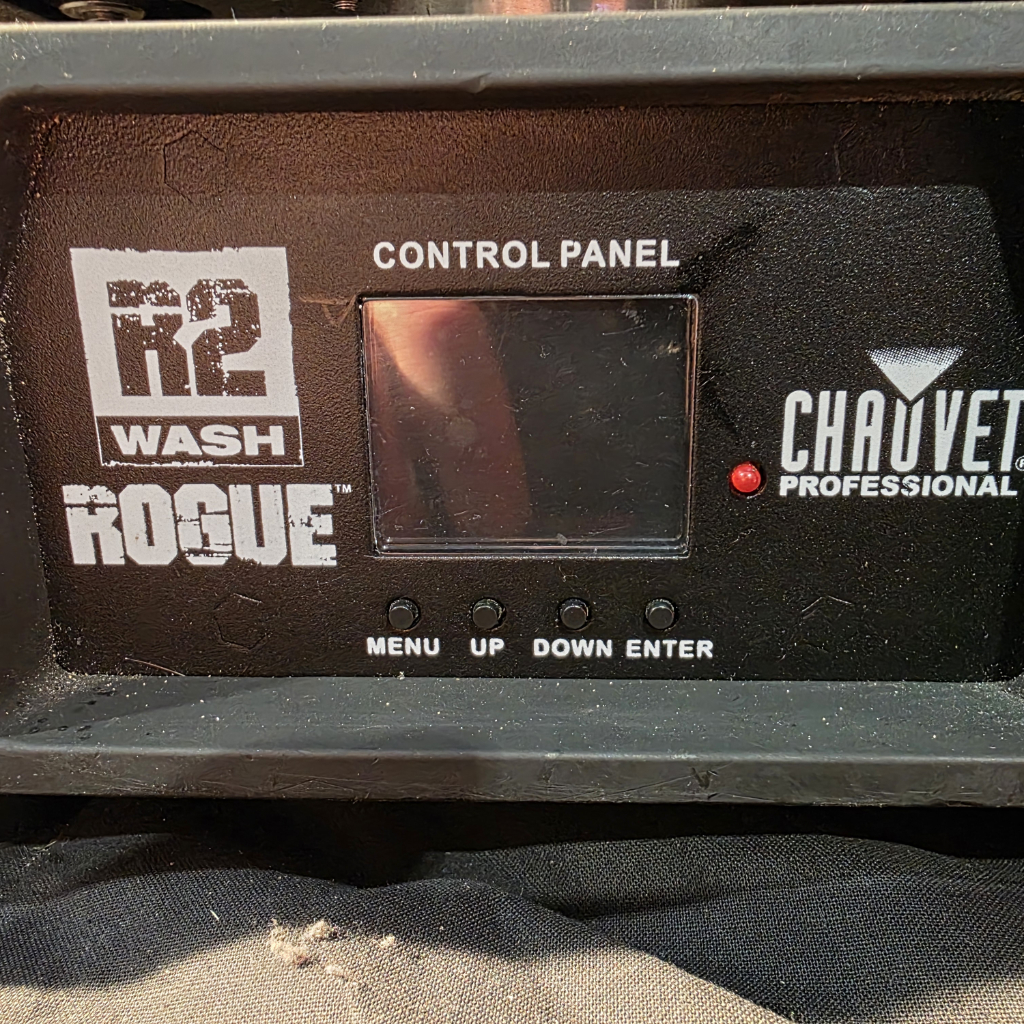 CONTROL PANEL
R2
WASH
ROGUE™
CHAUVET®
PROFESSIONAL
MENU UP DOWN ENTER